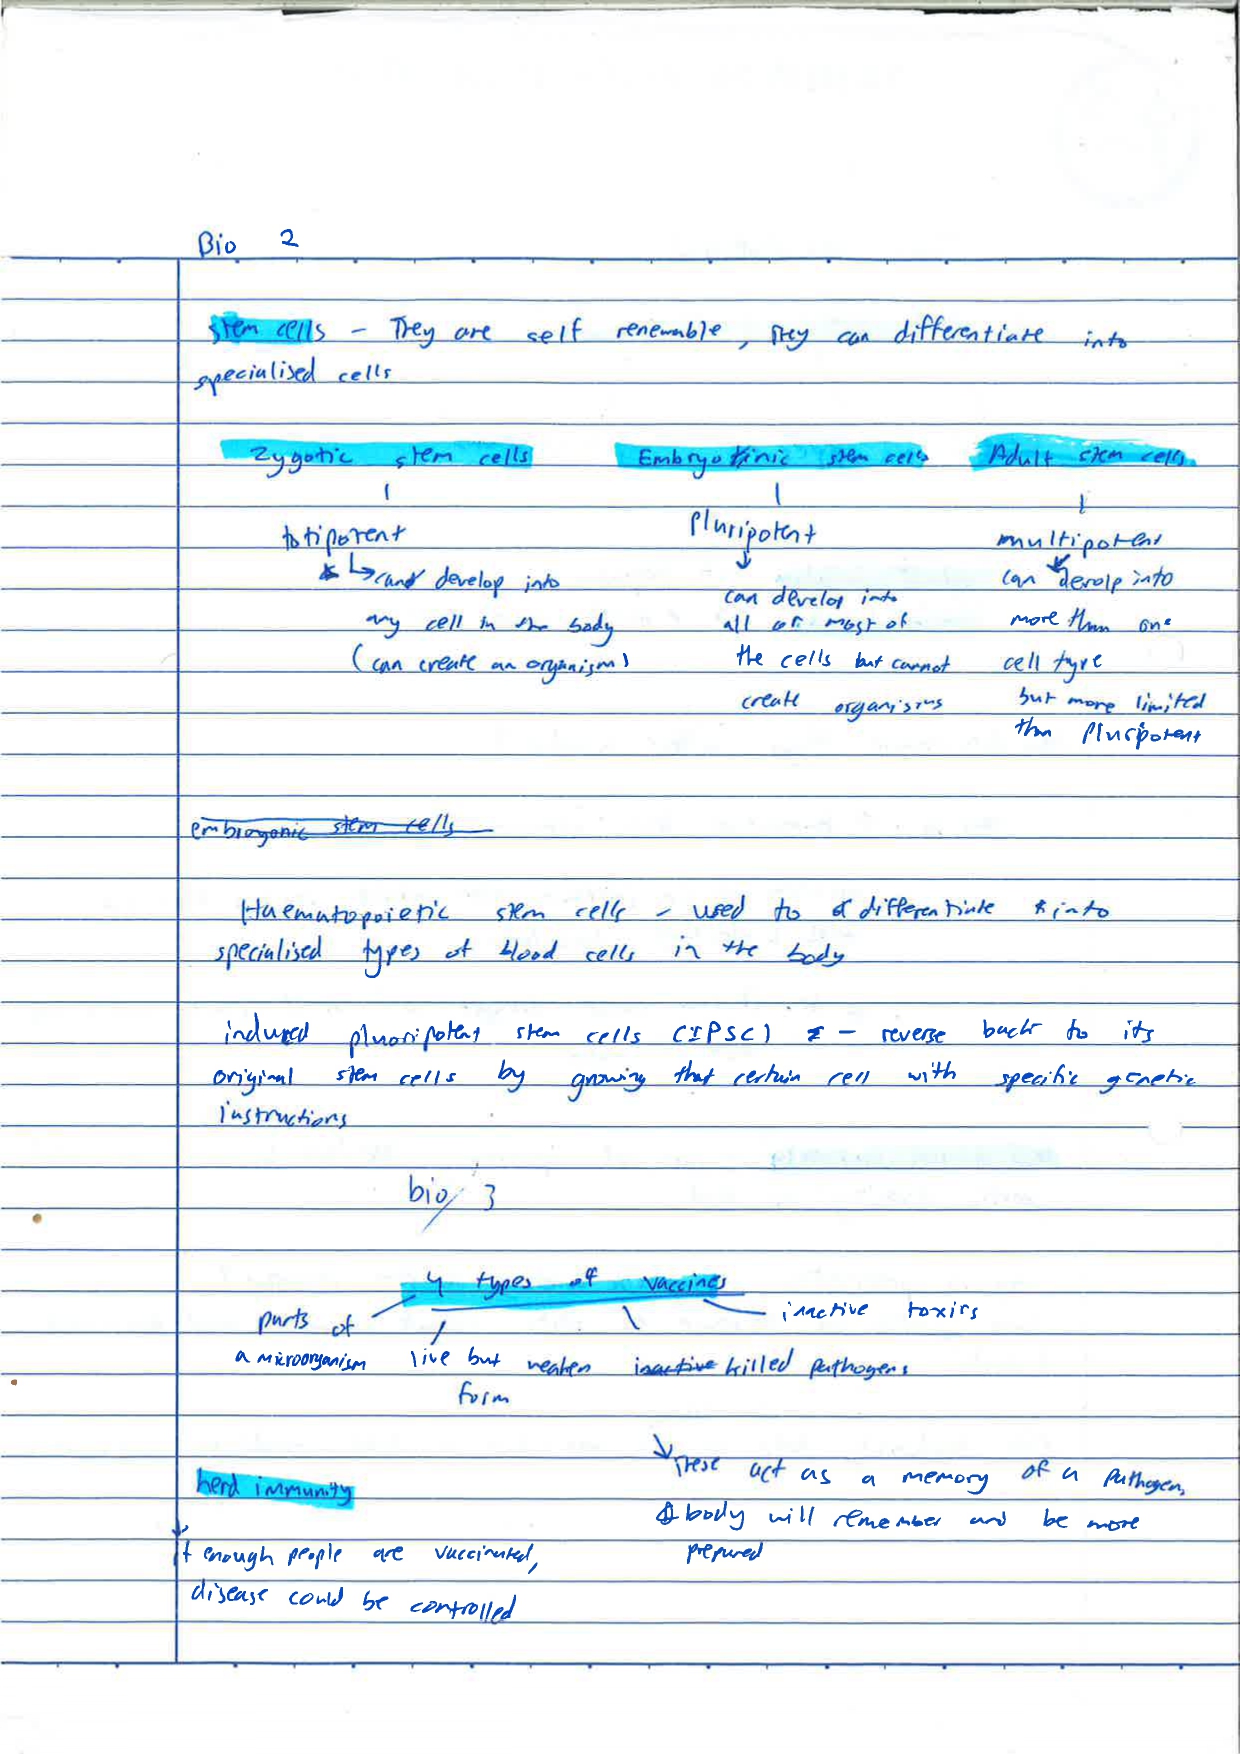 Bio 2
stem cells - They are self renewable, They can differentiate into
specialised cells
Zygotic stem cells
totipotent
↳ can develop into
any cell in the body
(can create an organism)
Embryonic stem cells
Pluripotent
can develop into
all or most of
the cells but cannot
create organisms
Adult stem cells
multipotent
can devolp into
more than one
cell type
but more limited
than Pluripotent
embriogonic stem cells
Haematopoietic stem cells - used to differentiate into
specialised types of blood cells in the body
induced pluoripotent stem cells (IPSC) - reverse back to its
original stem cells by growing that certain cell with specific genetic
instructions
bio 3
4 types of vaccines
parts of
a microorganism
live but weaken
form
inactive killed pathogens
inactive toxins
These act as a memory of a pathogen,
body will remember and be more
prepared
herd immunity
if enough people are vaccinated,
disease could be controlled